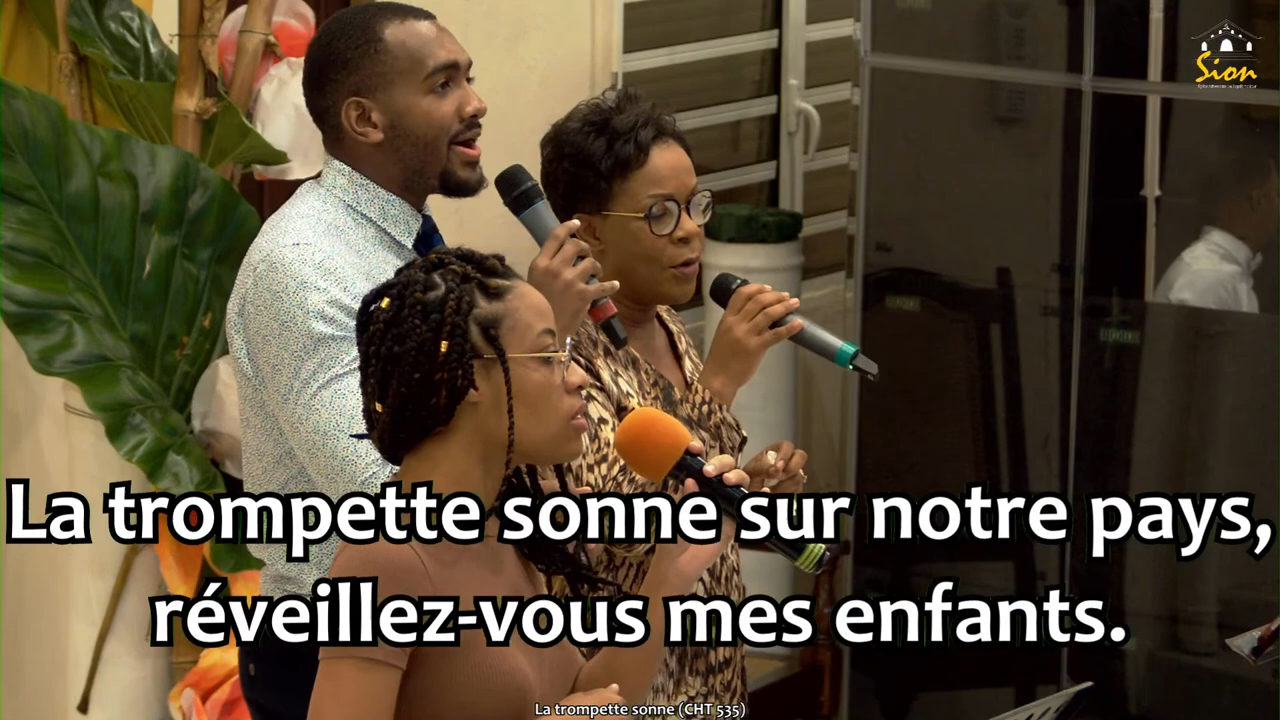 Sion
La trompette sonne sur notre pays,
réveillez-vous mes enfants.
La trompette sonne (CHT 535)